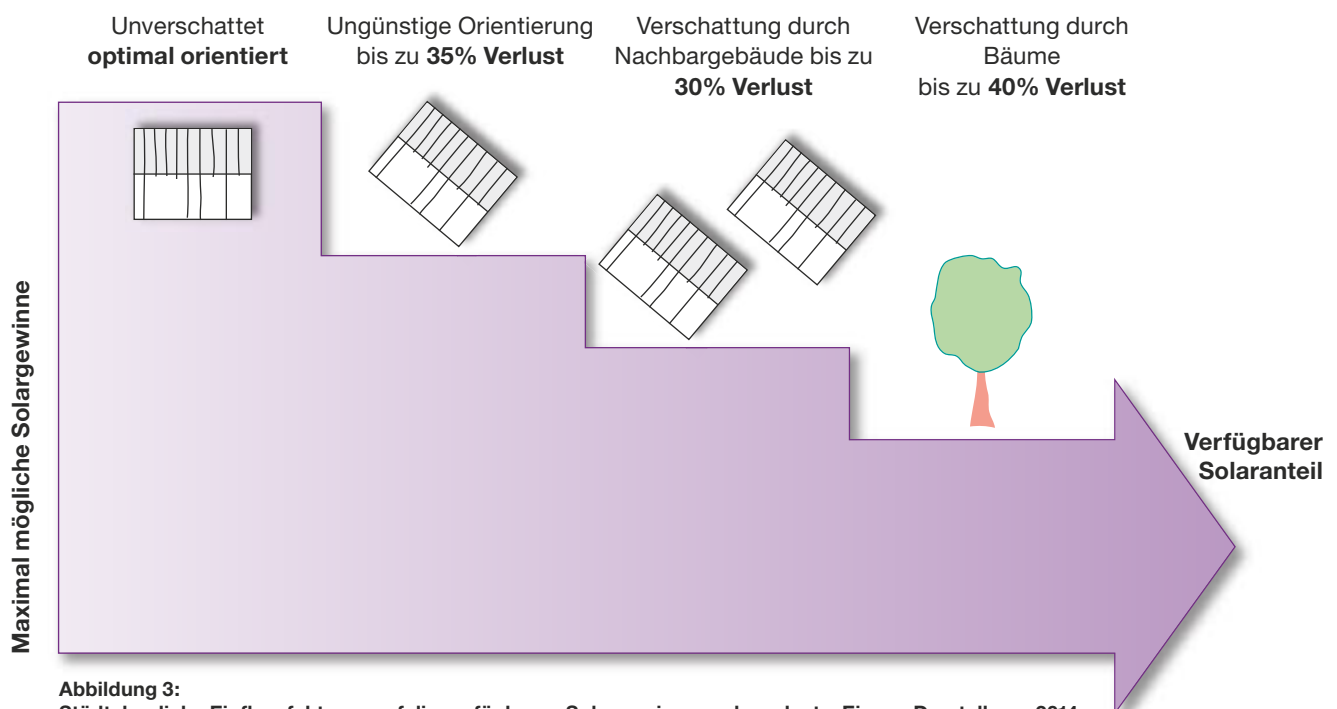 Unverschattet
optimal orientiert
Ungünstige Orientierung
bis zu 35% Verlust
Verschattung durch
Nachbargebäude bis zu
30% Verlust
Verschattung durch
Bäume
bis zu 40% Verlust
Maximal mögliche Solargewinne
Verfügbarer
Solaranteil
Abbildung 3: